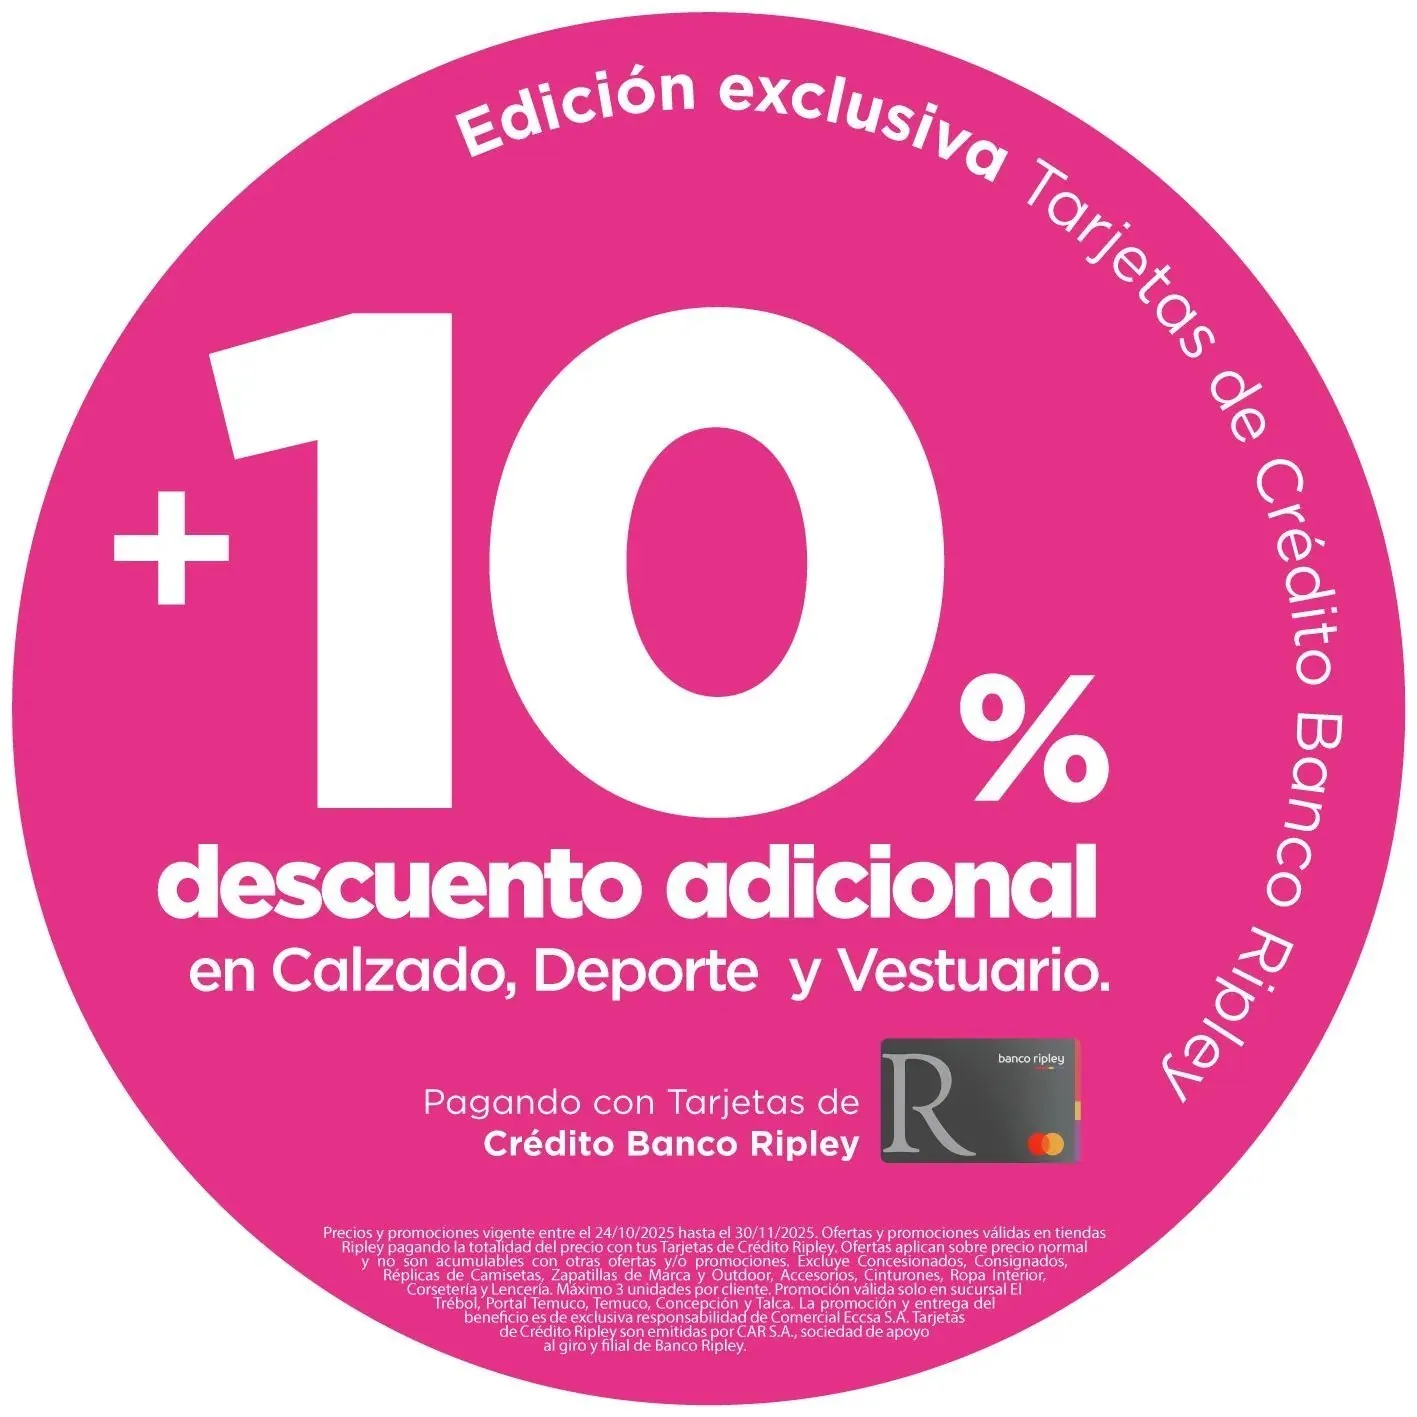 Edición exclusiva Tarjetas de Crédito Banco Ripley
+10%
descuento adicional
en Calzado, Deporte y Vestuario.
Pagando con Tarjetas de
Crédito Banco Ripley
R
banco ripley
Precios y promociones vigente entre el 24/10/2025 hasta el 30/11/2025. Ofertas y promociones válidas en tiendas
Ripley pagando la totalidad del precio con tus Tarjetas de Crédito Ripley. Ofertas aplican sobre precio normal
y no son acumulables con otras ofertas y/o promociones. Excluye Concesionados, Consignados,
Réplicas de Camisetas, Zapatillas de Marca y Outdoor, Accesorios, Cinturones, Ropa Interior,
Corsetería y Lencería. Máximo 3 unidades por cliente. Promoción válida solo en sucursal El
Trébol, Portal Temuco, Temuco, Concepción y Talca. La promoción y entrega del
beneficio es de exclusiva responsabilidad de Comercial Eccsa S.A. Tarjetas
de Crédito Ripley son emitidas por CAR S.A., sociedad de apoyo
al giro y filial de Banco Ripley.